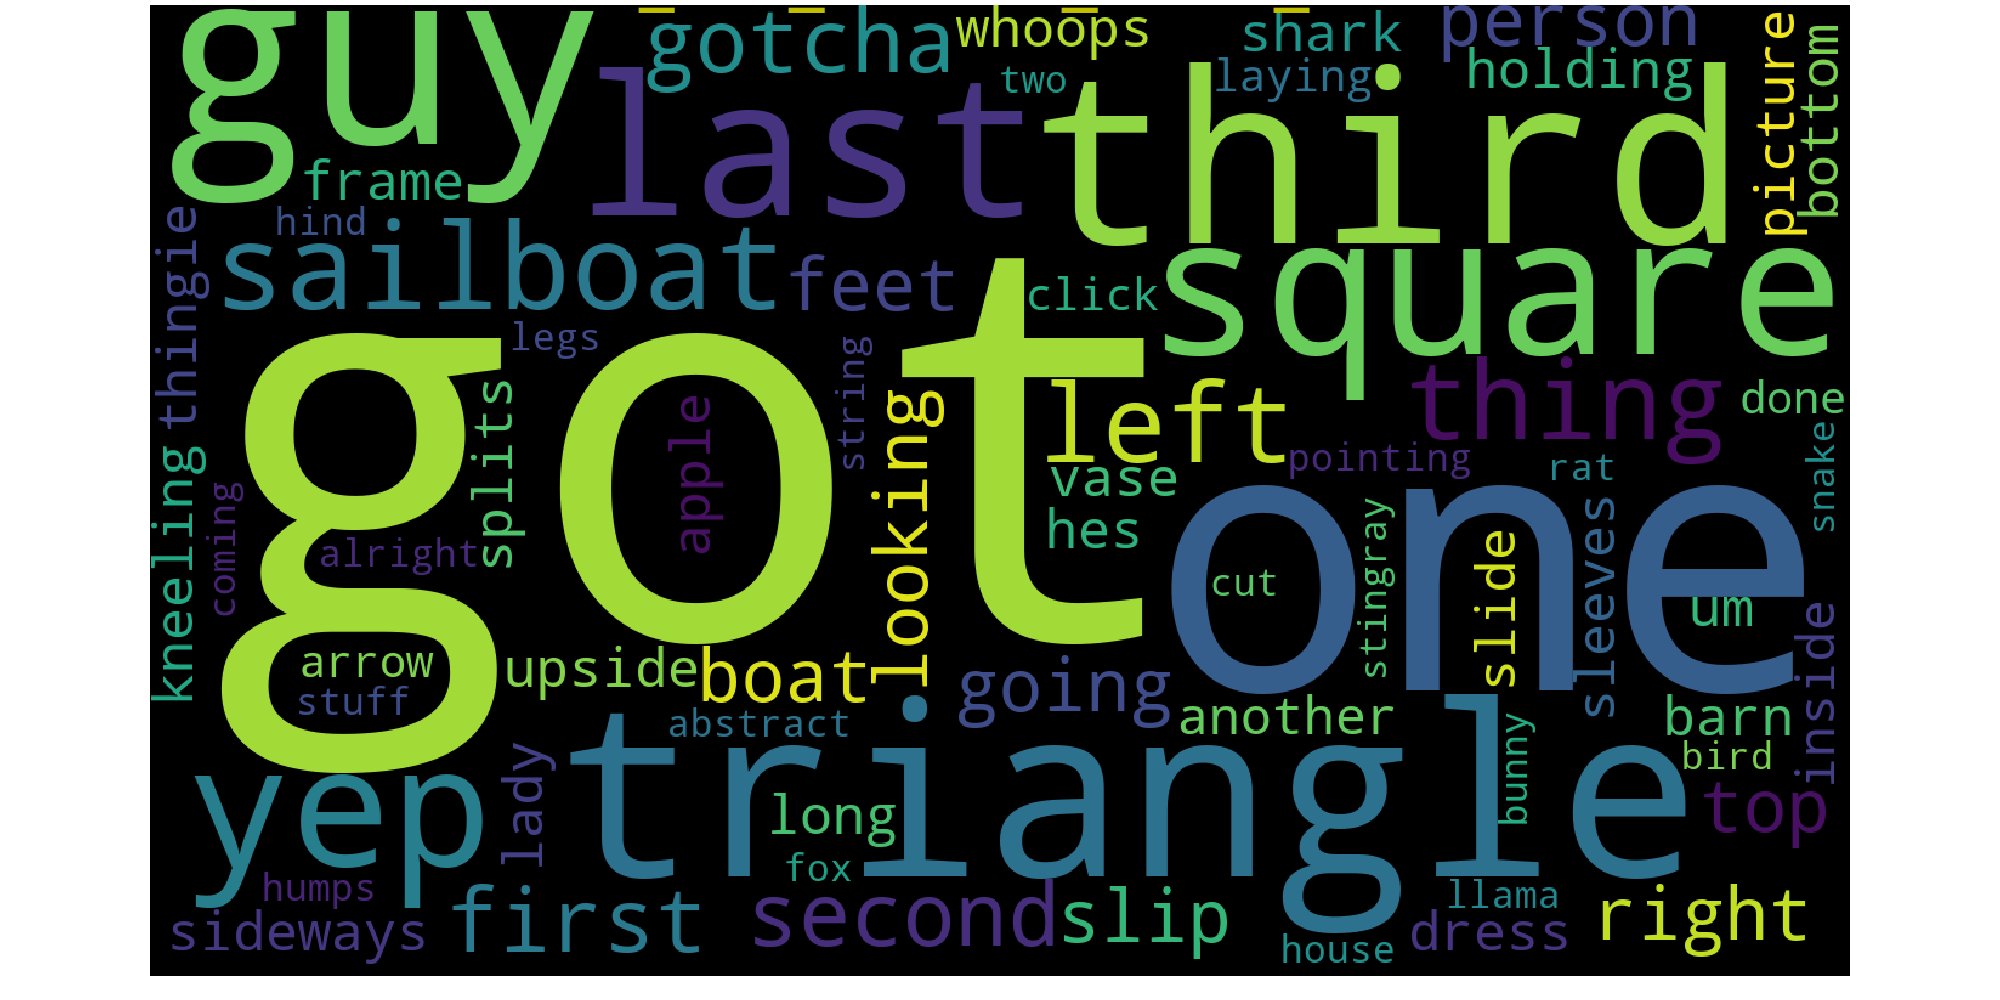 guy
gotcha
whoops
shark
person
picture
bottom
two
laying
holding
last
third
frame
hind
thingie
sailboat
feet
click
square
legs
string
got
left
thing
done
splits
apple
looking
vase
pointing
rat
snake
kneeling
coming
alright
hes
one
cut
stingray
slide
sleeves
um
inside
arrow
stuff
upside
boat
going
another
barn
abstract
bird
lady
triangle
bunny
yep
long
top
fox
humps
sideways
first
second
slip
house
llama
dress
right